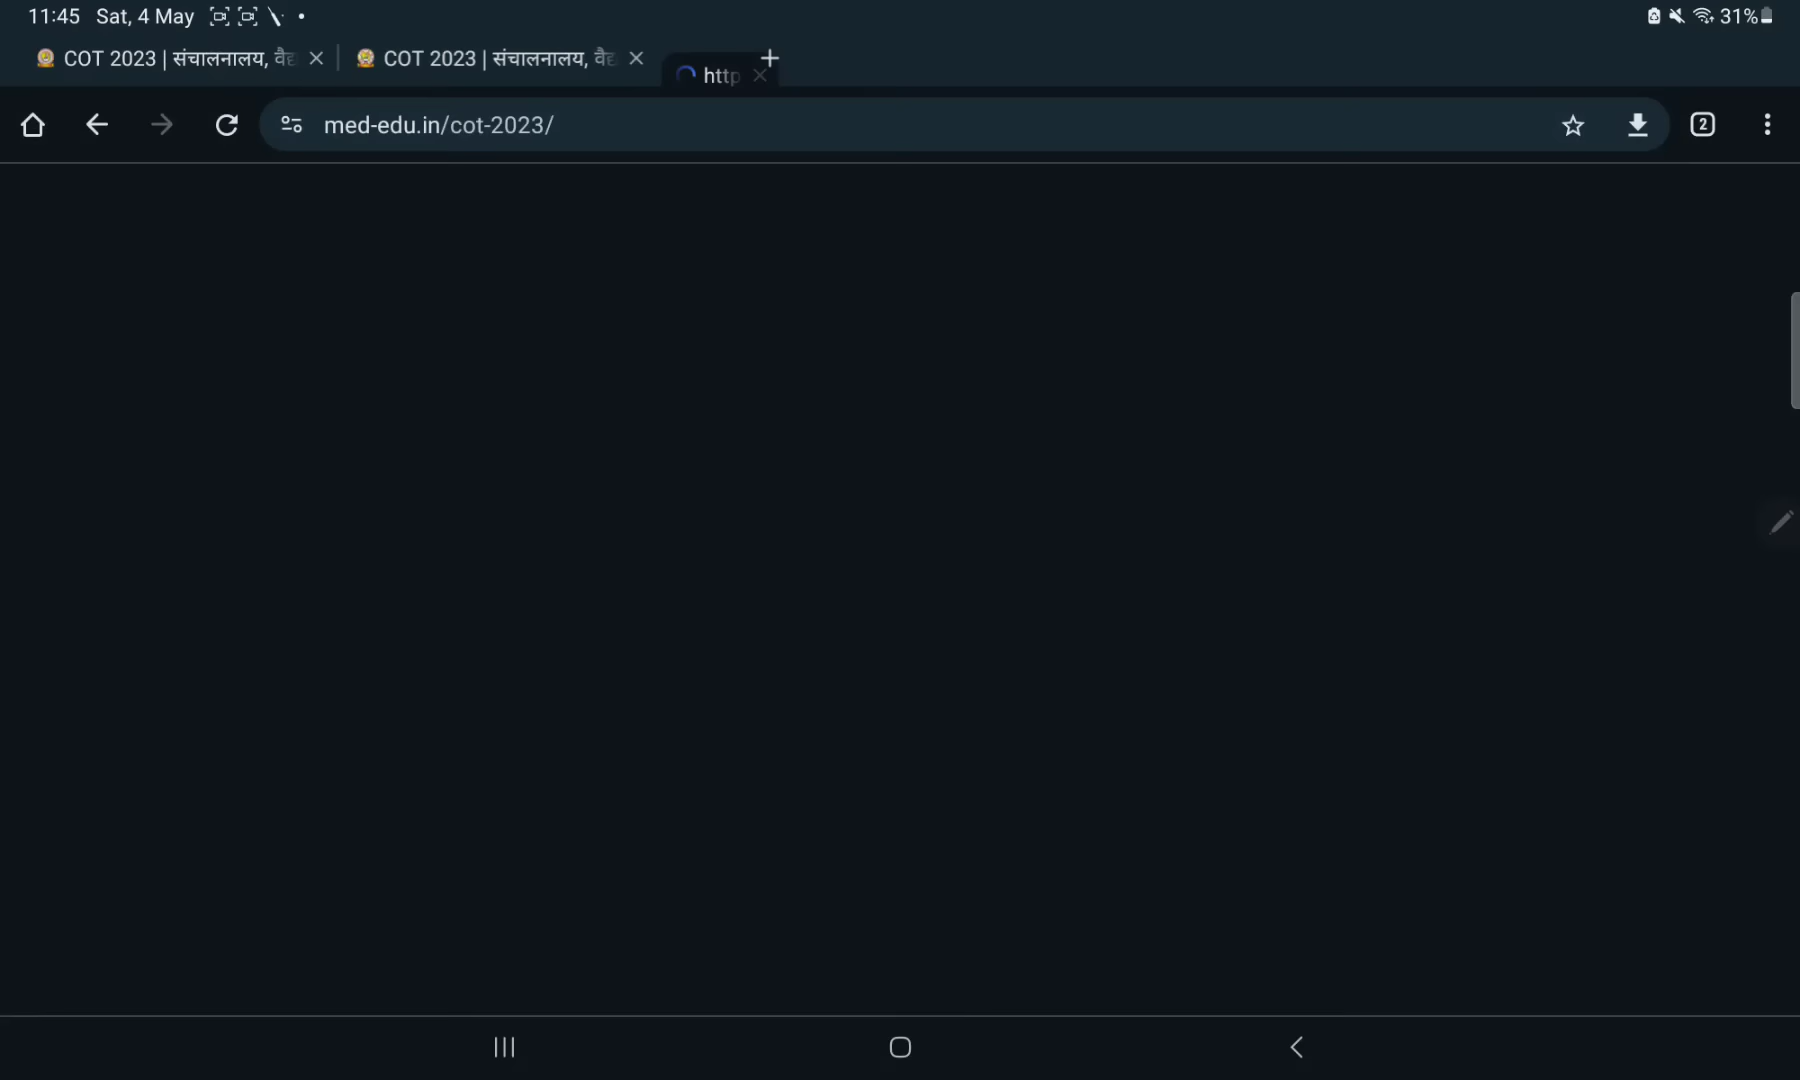 11:45 Sat, 4 May 31%
COT 2023 | संचालनालय, COT 2023 | संचालनालय, http
med-edu.in/cot-2023/ 2